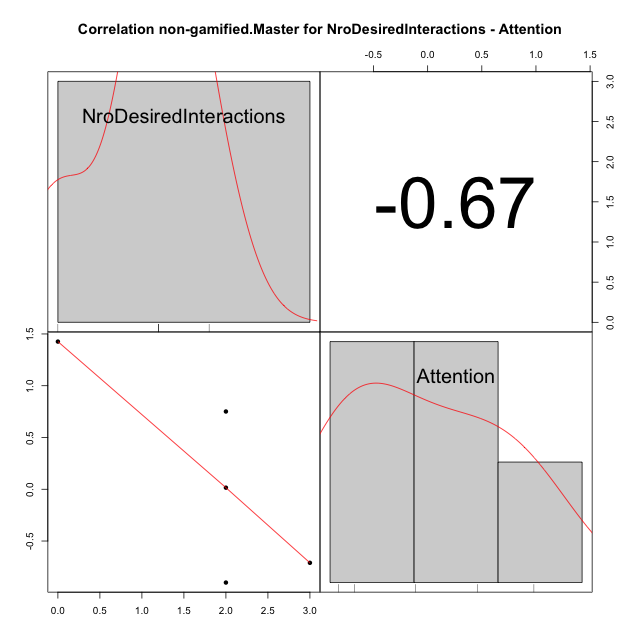 Correlation non-gamified.Master for NroDesiredInteractions - Attention
-0.5 0.0 0.5 1.0 1.5
NroDesiredInteractions
-0.67
0.0 0.5 1.0 1.5 2.0 2.5 3.0
-0.5 0.0 0.5 1.0 1.5
Attention
0.0 0.5 1.0 1.5 2.0 2.5 3.0